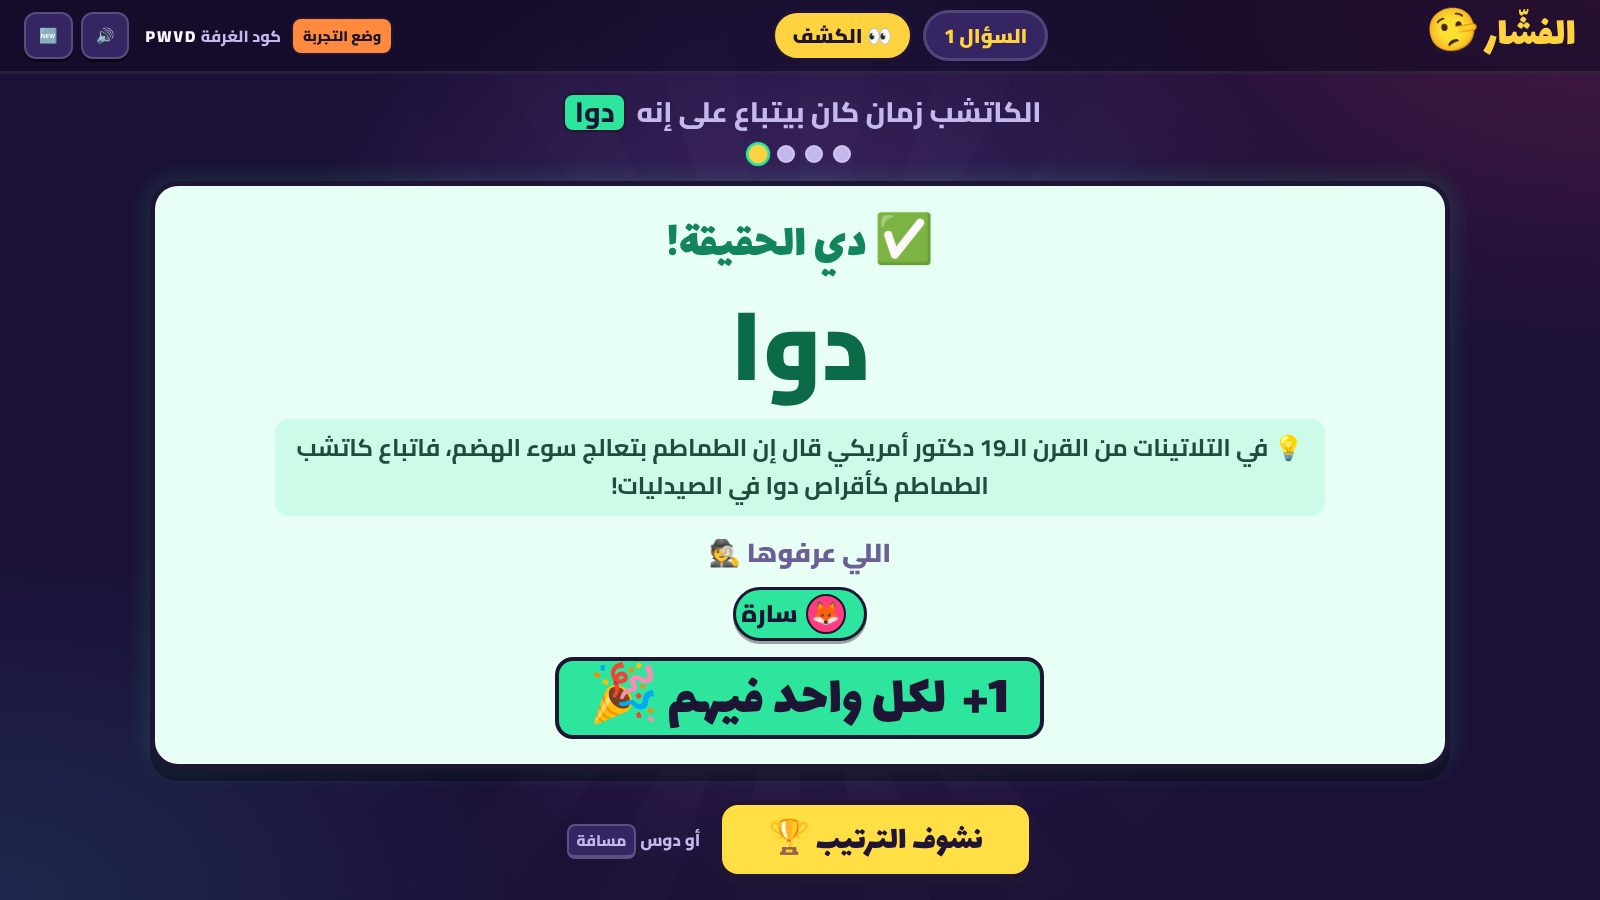 الفشّار
السؤال 1
👀 الكشف
وضع التجربة
كود الغرفة PWVD
الكاتشب زمان كان بيتباع على إنه دوا
✅ دي الحقيقة!
دوا
💡 في التلاتينات من القرن الـ19 دكتور أمريكي قال إن الطماطم بتعالج سوء الهضم، فاتباع كاتشب
الطماطم كأقراص دوا في الصيدليات!
اللي عرفوها 🕵️
سارة
+1 لكل واحد فيهم 🎉
نشوف الترتيب 🏆
أو دوس مسافة